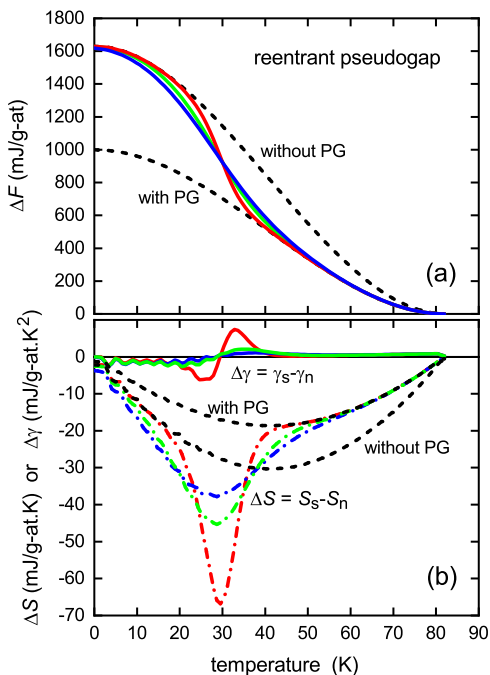 1800
1600
1400
1200
1000
800
600
400
200
0
ΔF (mJ/g-at)
reentrant pseudogap
without PG
with PG
(a)
10
0
-10
-20
-30
-40
-50
-60
-70
ΔS (mJ/g-at.K) or Δγ (mJ/g-at.K²)
Δγ = γs-γn
with PG
without PG
ΔS = Ss-Sn
(b)
0 10 20 30 40 50 60 70 80 90
temperature (K)